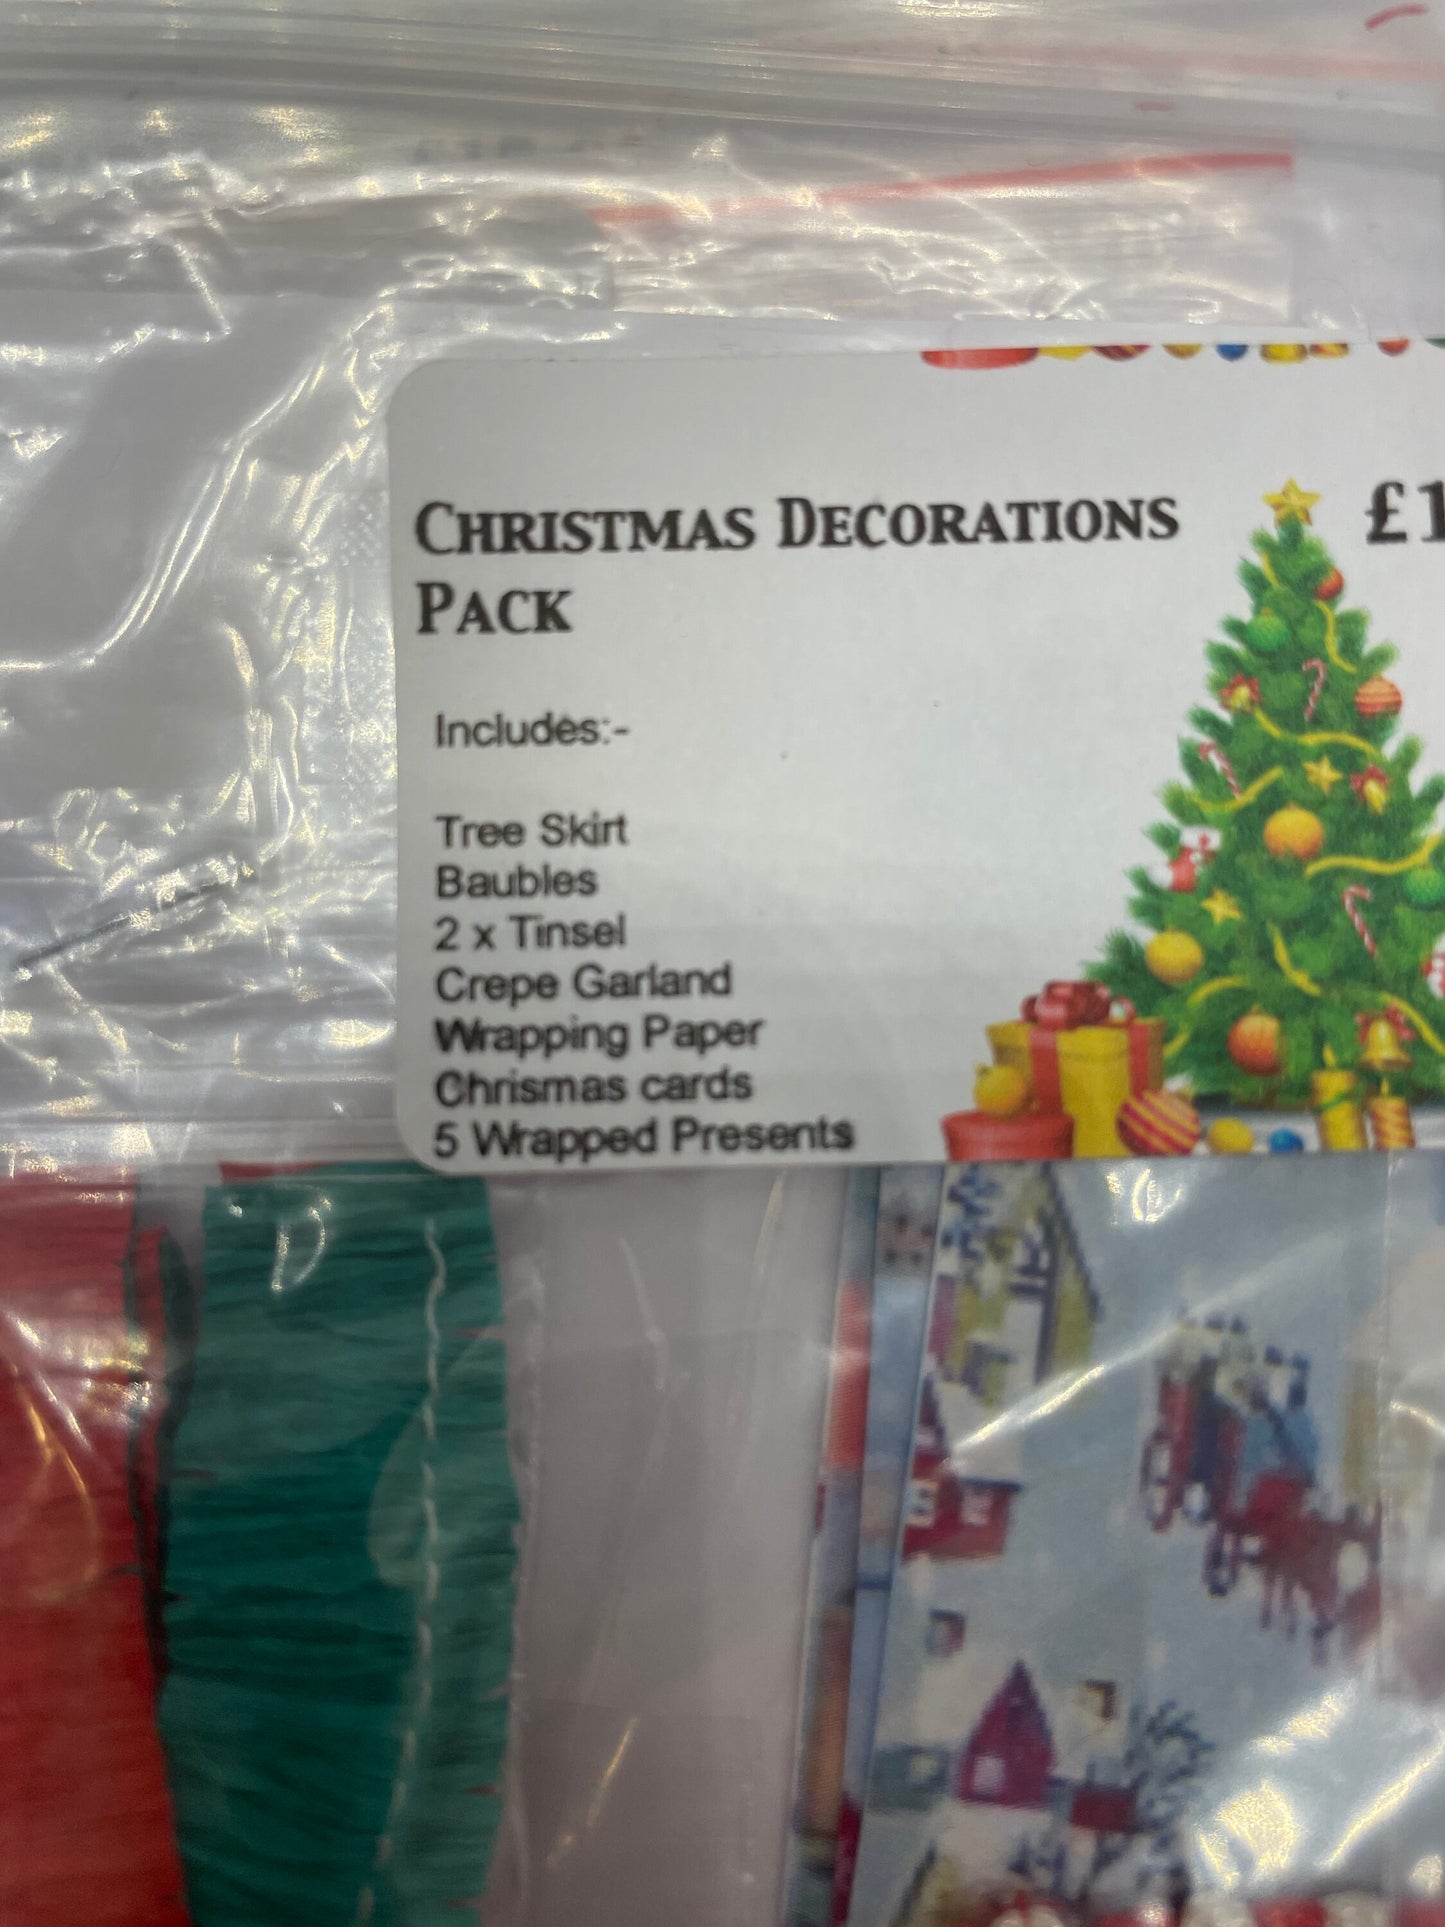 CHRISTMAS DECORATIONS £1
PACK
Includes:-
Tree Skirt
Baubles
2 x Tinsel
Crepe Garland
Wrapping Paper
Chrismas cards
5 Wrapped Presents